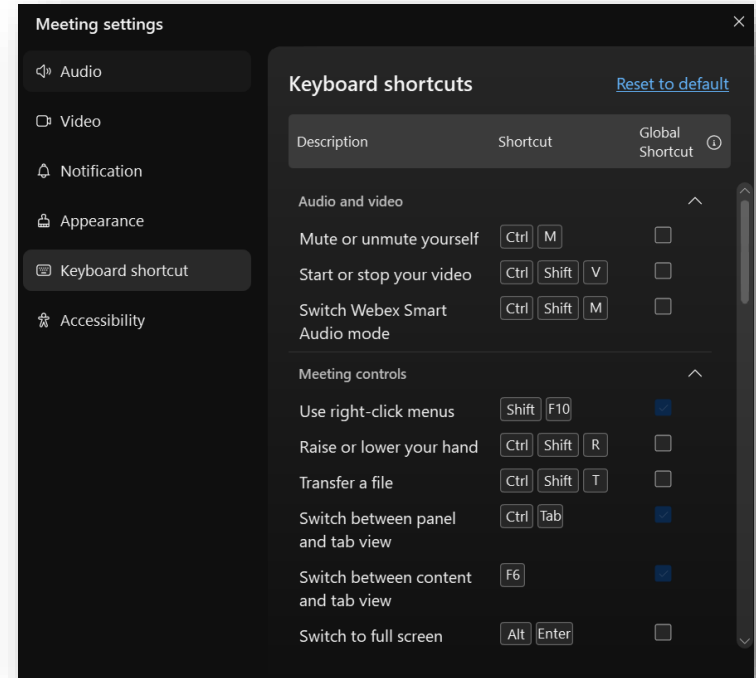 Meeting settings
Audio
Video
Notification
Appearance
Keyboard shortcut
Accessibility
Keyboard shortcuts
Reset to default
Description Shortcut Global Shortcut
Audio and video
Mute or unmute yourself Ctrl M
Start or stop your video Ctrl Shift V
Switch Webex Smart Ctrl Shift M
Audio mode
Meeting controls
Use right-click menus Shift F10
Raise or lower your hand Ctrl Shift R
Transfer a file Ctrl Shift T
Switch between panel Ctrl Tab
and tab view
Switch between content F6
and tab view
Switch to full screen Alt Enter